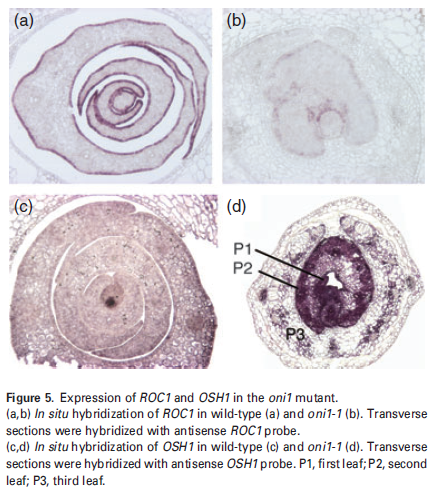 (a)
(b)
(c)
(d)
P1
P2
P3
Figure 5. Expression of ROC1 and OSH1 in the oni1 mutant.
(a,b) In situ hybridization of ROC1 in wild-type (a) and oni1-1 (b). Transverse
sections were hybridized with antisense ROC1 probe.
(c,d) In situ hybridization of OSH1 in wild-type (c) and oni1-1 (d). Transverse
sections were hybridized with antisense OSH1 probe. P1, first leaf; P2, second
leaf; P3, third leaf.